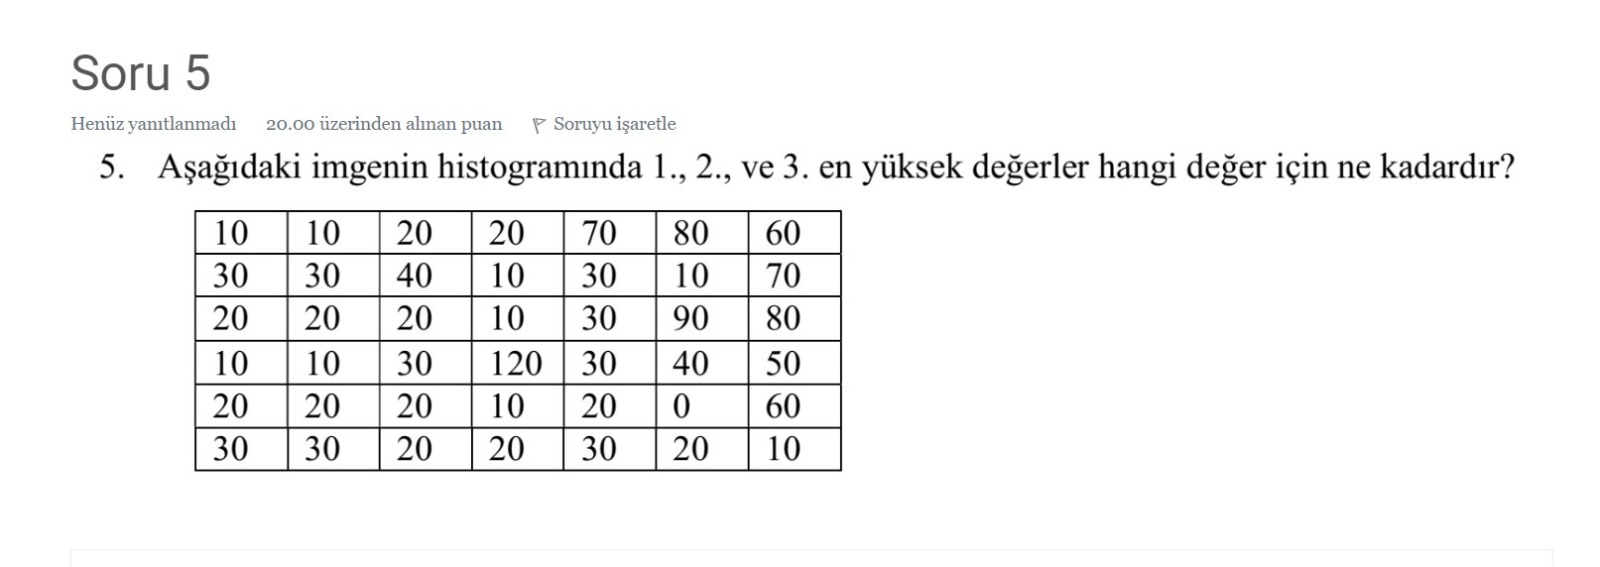 Soru 5
Henüz yanıtlanmadı 20.00 üzerinden alınan puan Soruyu işaretle
5. Aşağıdaki imgenin histogramında 1., 2., ve 3. en yüksek değerler hangi değer için ne kadardır?
10 10 20 20 70 80 60
30 30 40 10 30 10 70
20 20 20 10 30 90 80
10 10 30 120 30 40 50
20 20 20 10 20 0 60
30 30 20 20 30 20 10